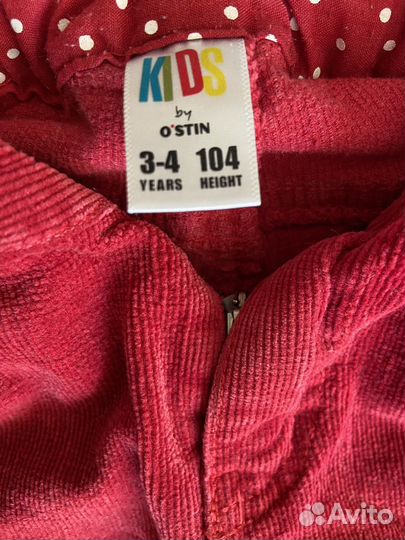 KIDS
by
O'STIN
3-4 104
YEARS HEIGHT
Avito